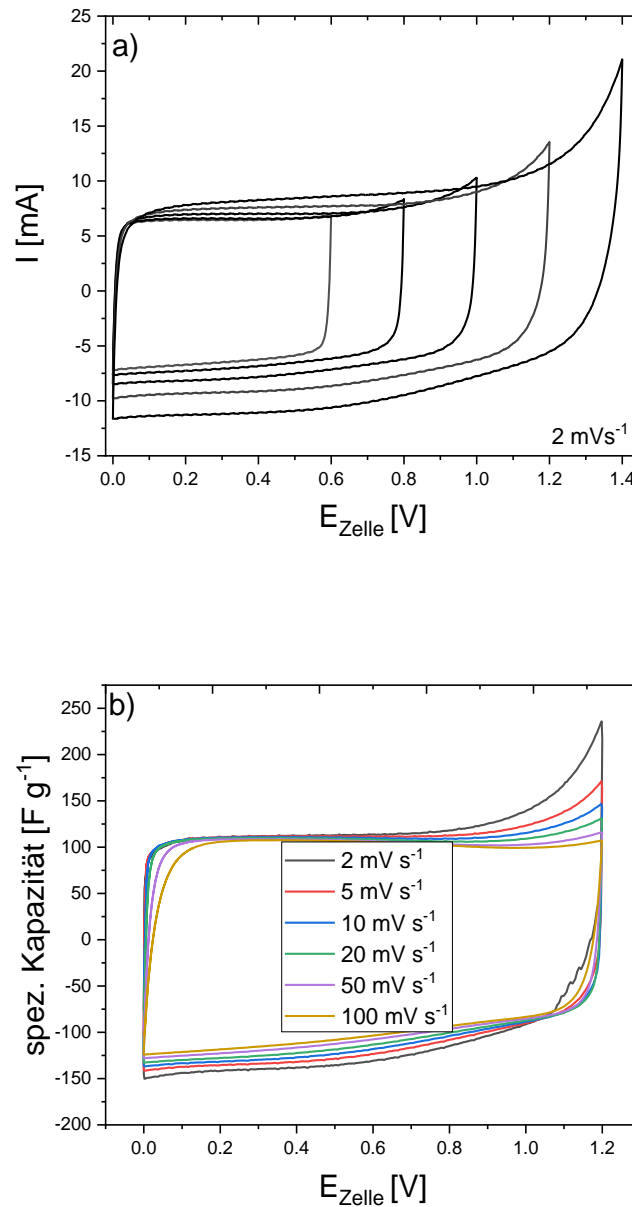 a)
25
20
15
10
5
0
-5
-10
-15
I [mA]
2 mVs-1
0.0 0.2 0.4 0.6 0.8 1.0 1.2 1.4
EZelle [V]
b)
250
200
150
100
50
0
-50
-100
-150
-200
spez. Kapazität [F g-1]
2 mV s-1
5 mV s-1
10 mV s-1
20 mV s-1
50 mV s-1
100 mV s-1
0.0 0.2 0.4 0.6 0.8 1.0 1.2
EZelle [V]